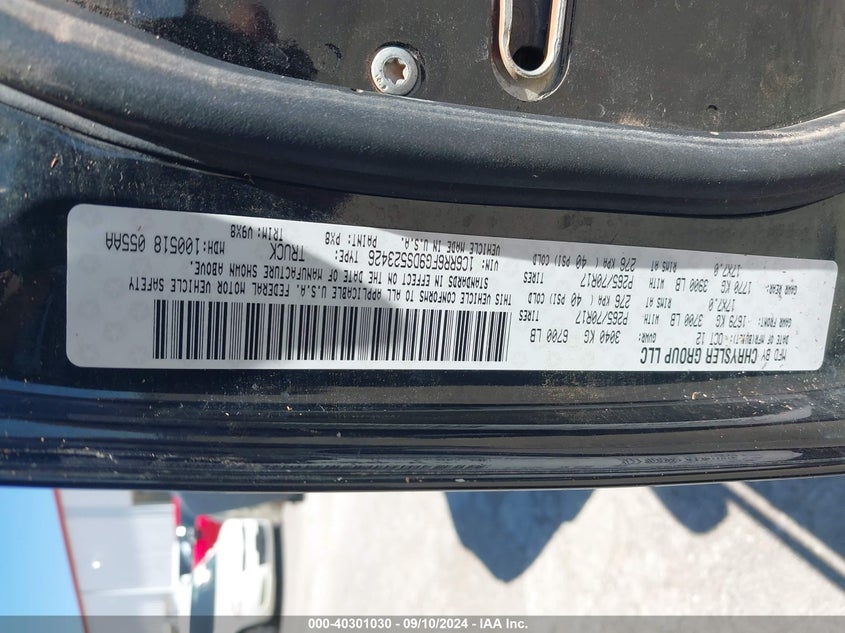 MFD BY CHRYSLER GROUP LLC
DATE OF MFR(BUILT): OCT 12 GVWR: 3040 KG 6700 LB
GAWR FRONT: 1679 KG 3700 LB WITH P265/70R17 TIRES
17X7.0 RIMS AT 276 KPA ( 40 PSI) COLD
GAWR REAR: 1770 KG 3900 LB WITH P265/70R17 TIRES
17X7.0 RIMS AT 276 KPA ( 40 PSI) COLD
THIS VEHICLE CONFORMS TO ALL APPLICABLE U.S.A. FEDERAL MOTOR VEHICLE SAFETY
STANDARDS IN EFFECT ON THE DATE OF MANUFACTURE SHOWN ABOVE.
VIN: 1C6RR6FG9DS523426 TYPE: TRUCK MDH:100518 055AA
VEHICLE MADE IN U.S.A. PAINT: PXB TRIM: V9X8
000-40301030 - 09/10/2024 - IAA Inc.